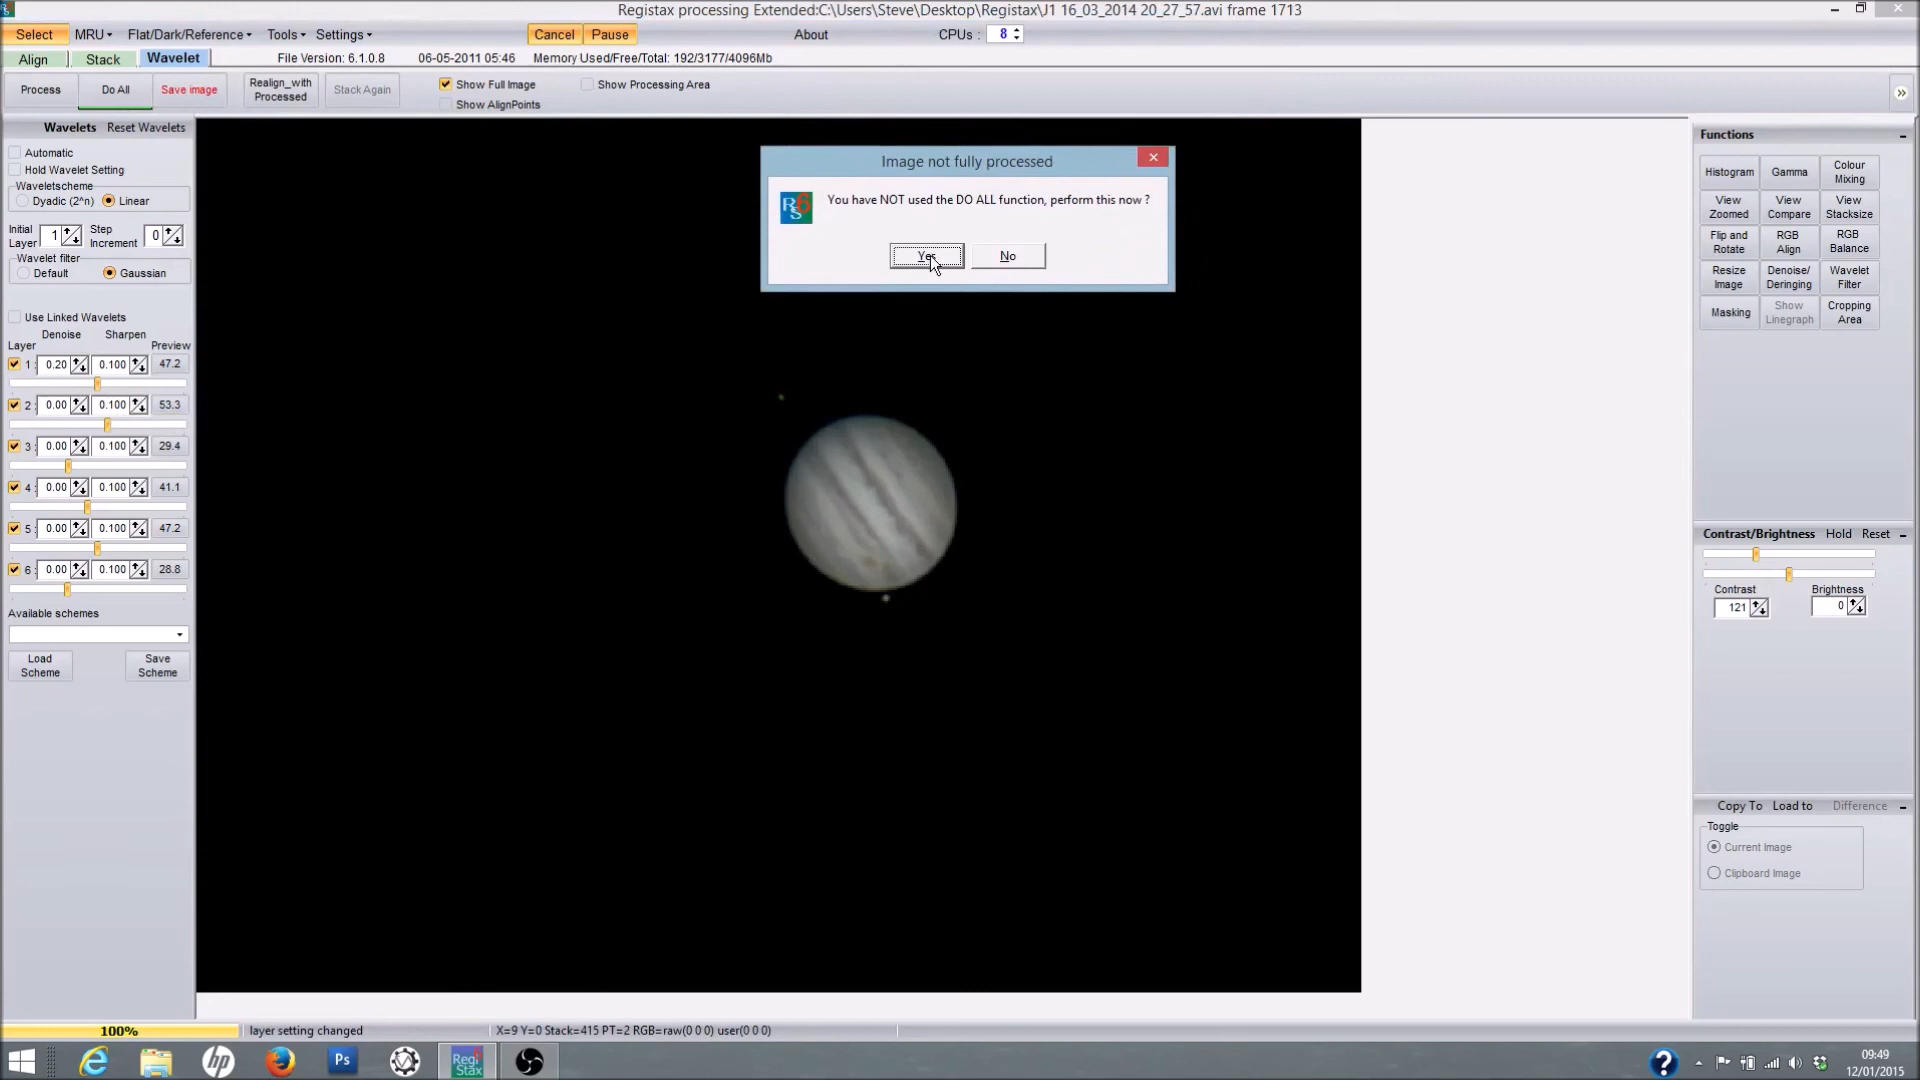 Registax processing Extended:C:\Users\Steve\Desktop\Registax\J1 16_03_2014 20_27_57.avi frame 1713
Select MRU Flat/Dark/Reference Tools Settings Cancel Pause About CPUs : 8
Align Stack Wavelet File Version: 6.1.0.8 06-05-2011 05:46 Memory Used/Free/Total: 192/3177/4096Mb
Process Do All Save image Realign_with Processed Stack Again Show Full Image Show Processing Area
Show AlignPoints
Wavelets Reset Wavelets
Automatic
Hold Wavelet Setting
Waveletscheme
Dyadic (2^n) Linear
Initial Layer 1 Step Increment 0
Wavelet filter
Default Gaussian
Use Linked Wavelets
Denoise Sharpen
Layer Preview
1 : 0.20 0.100 47.2
2 : 0.00 0.100 53.3
3 : 0.00 0.100 29.4
4 : 0.00 0.100 41.1
5 : 0.00 0.100 47.2
6 : 0.00 0.100 28.8
Available schemes
Load Scheme Save Scheme
Image not fully processed
You have NOT used the DO ALL function, perform this now ?
Yes No
Functions
Histogram Gamma Colour Mixing
View Zoomed View Compare View Stacksize
Flip and Rotate RGB Align RGB Balance
Resize Image Denoise/ Deringing Wavelet Filter
Masking Show Linegraph Cropping Area
Contrast/Brightness Hold Reset
Contrast Brightness
121 0
Copy To Load to Difference
Toggle
Current Image
Clipboard Image
100% layer setting changed X=9 Y=0 Stack=415 PT=2 RGB=raw(0 0 0) user(0 0 0)
hp Ps Regi Stax 6
09:49
12/01/2015